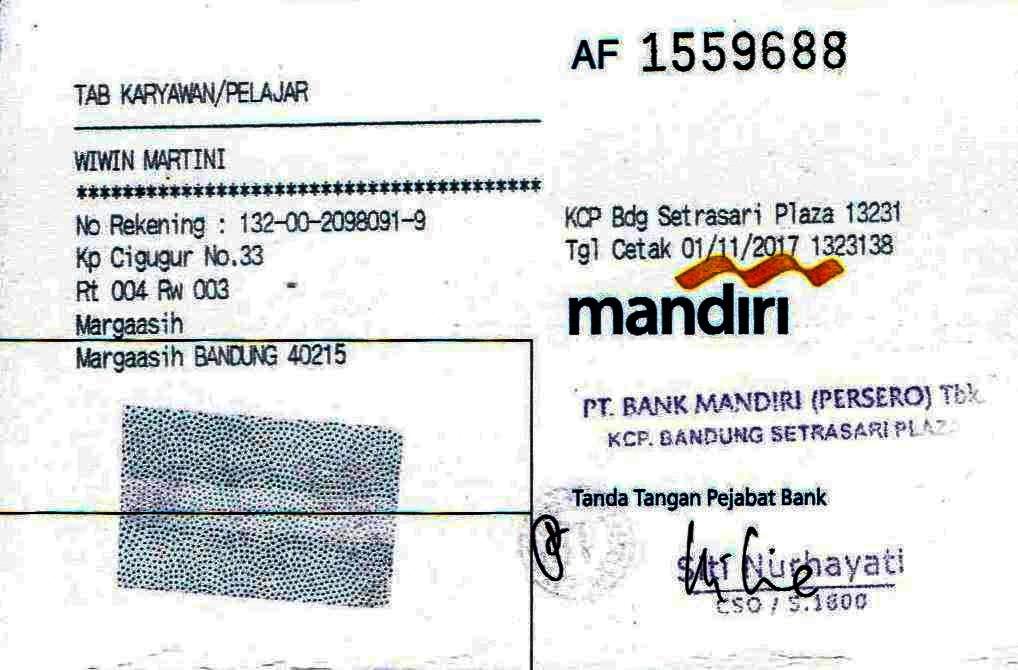 AF 1559688
TAB KARYAWAN/PELAJAR
WIWIN MARTINI
****************************************
No Rekening : 132-00-2098091-9
Kp Cigugur No.33
Rt 004 Rw 003
Margaasih
Margaasih BANDUNG 40215
KCP Bdg Setrasari Plaza 13231
Tgl Cetak 01/11/2017 1323138
mandiri
PT. BANK MANDIRI (PERSERO) Tbk.
KCP. BANDUNG SETRASARI PLAZA
Tanda Tangan Pejabat Bank
Siti Nurhayati
CSO / S.1600